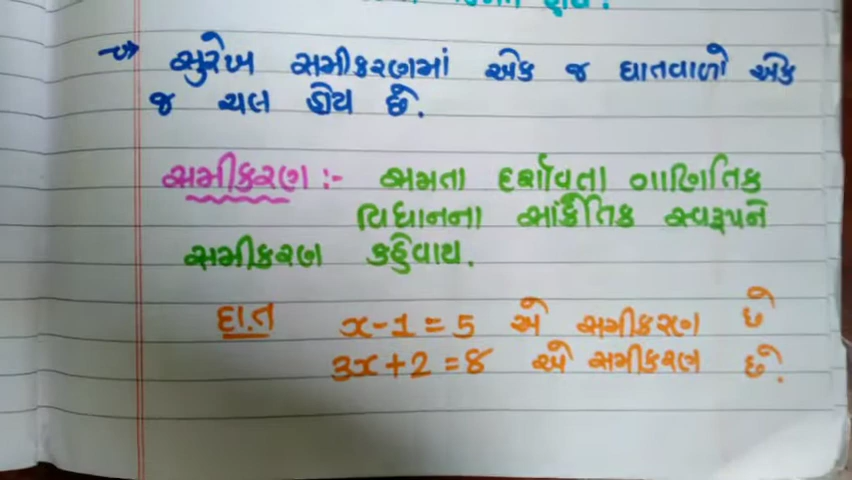 હોય.
→ સુરેખ સમીકરણમાં એક જ ઘાતવાળો એક
જ ચલ હોય છે.
સમીકરણ :- સમતા દર્શાવતા ગાણિતિક
વિધાનના સાંકેતિક સ્વરૂપને
સમીકરણ કહેવાય.
દા.ત x-1=5 એ સમીકરણ છે
3x+2=8 એ સમીકરણ છે.